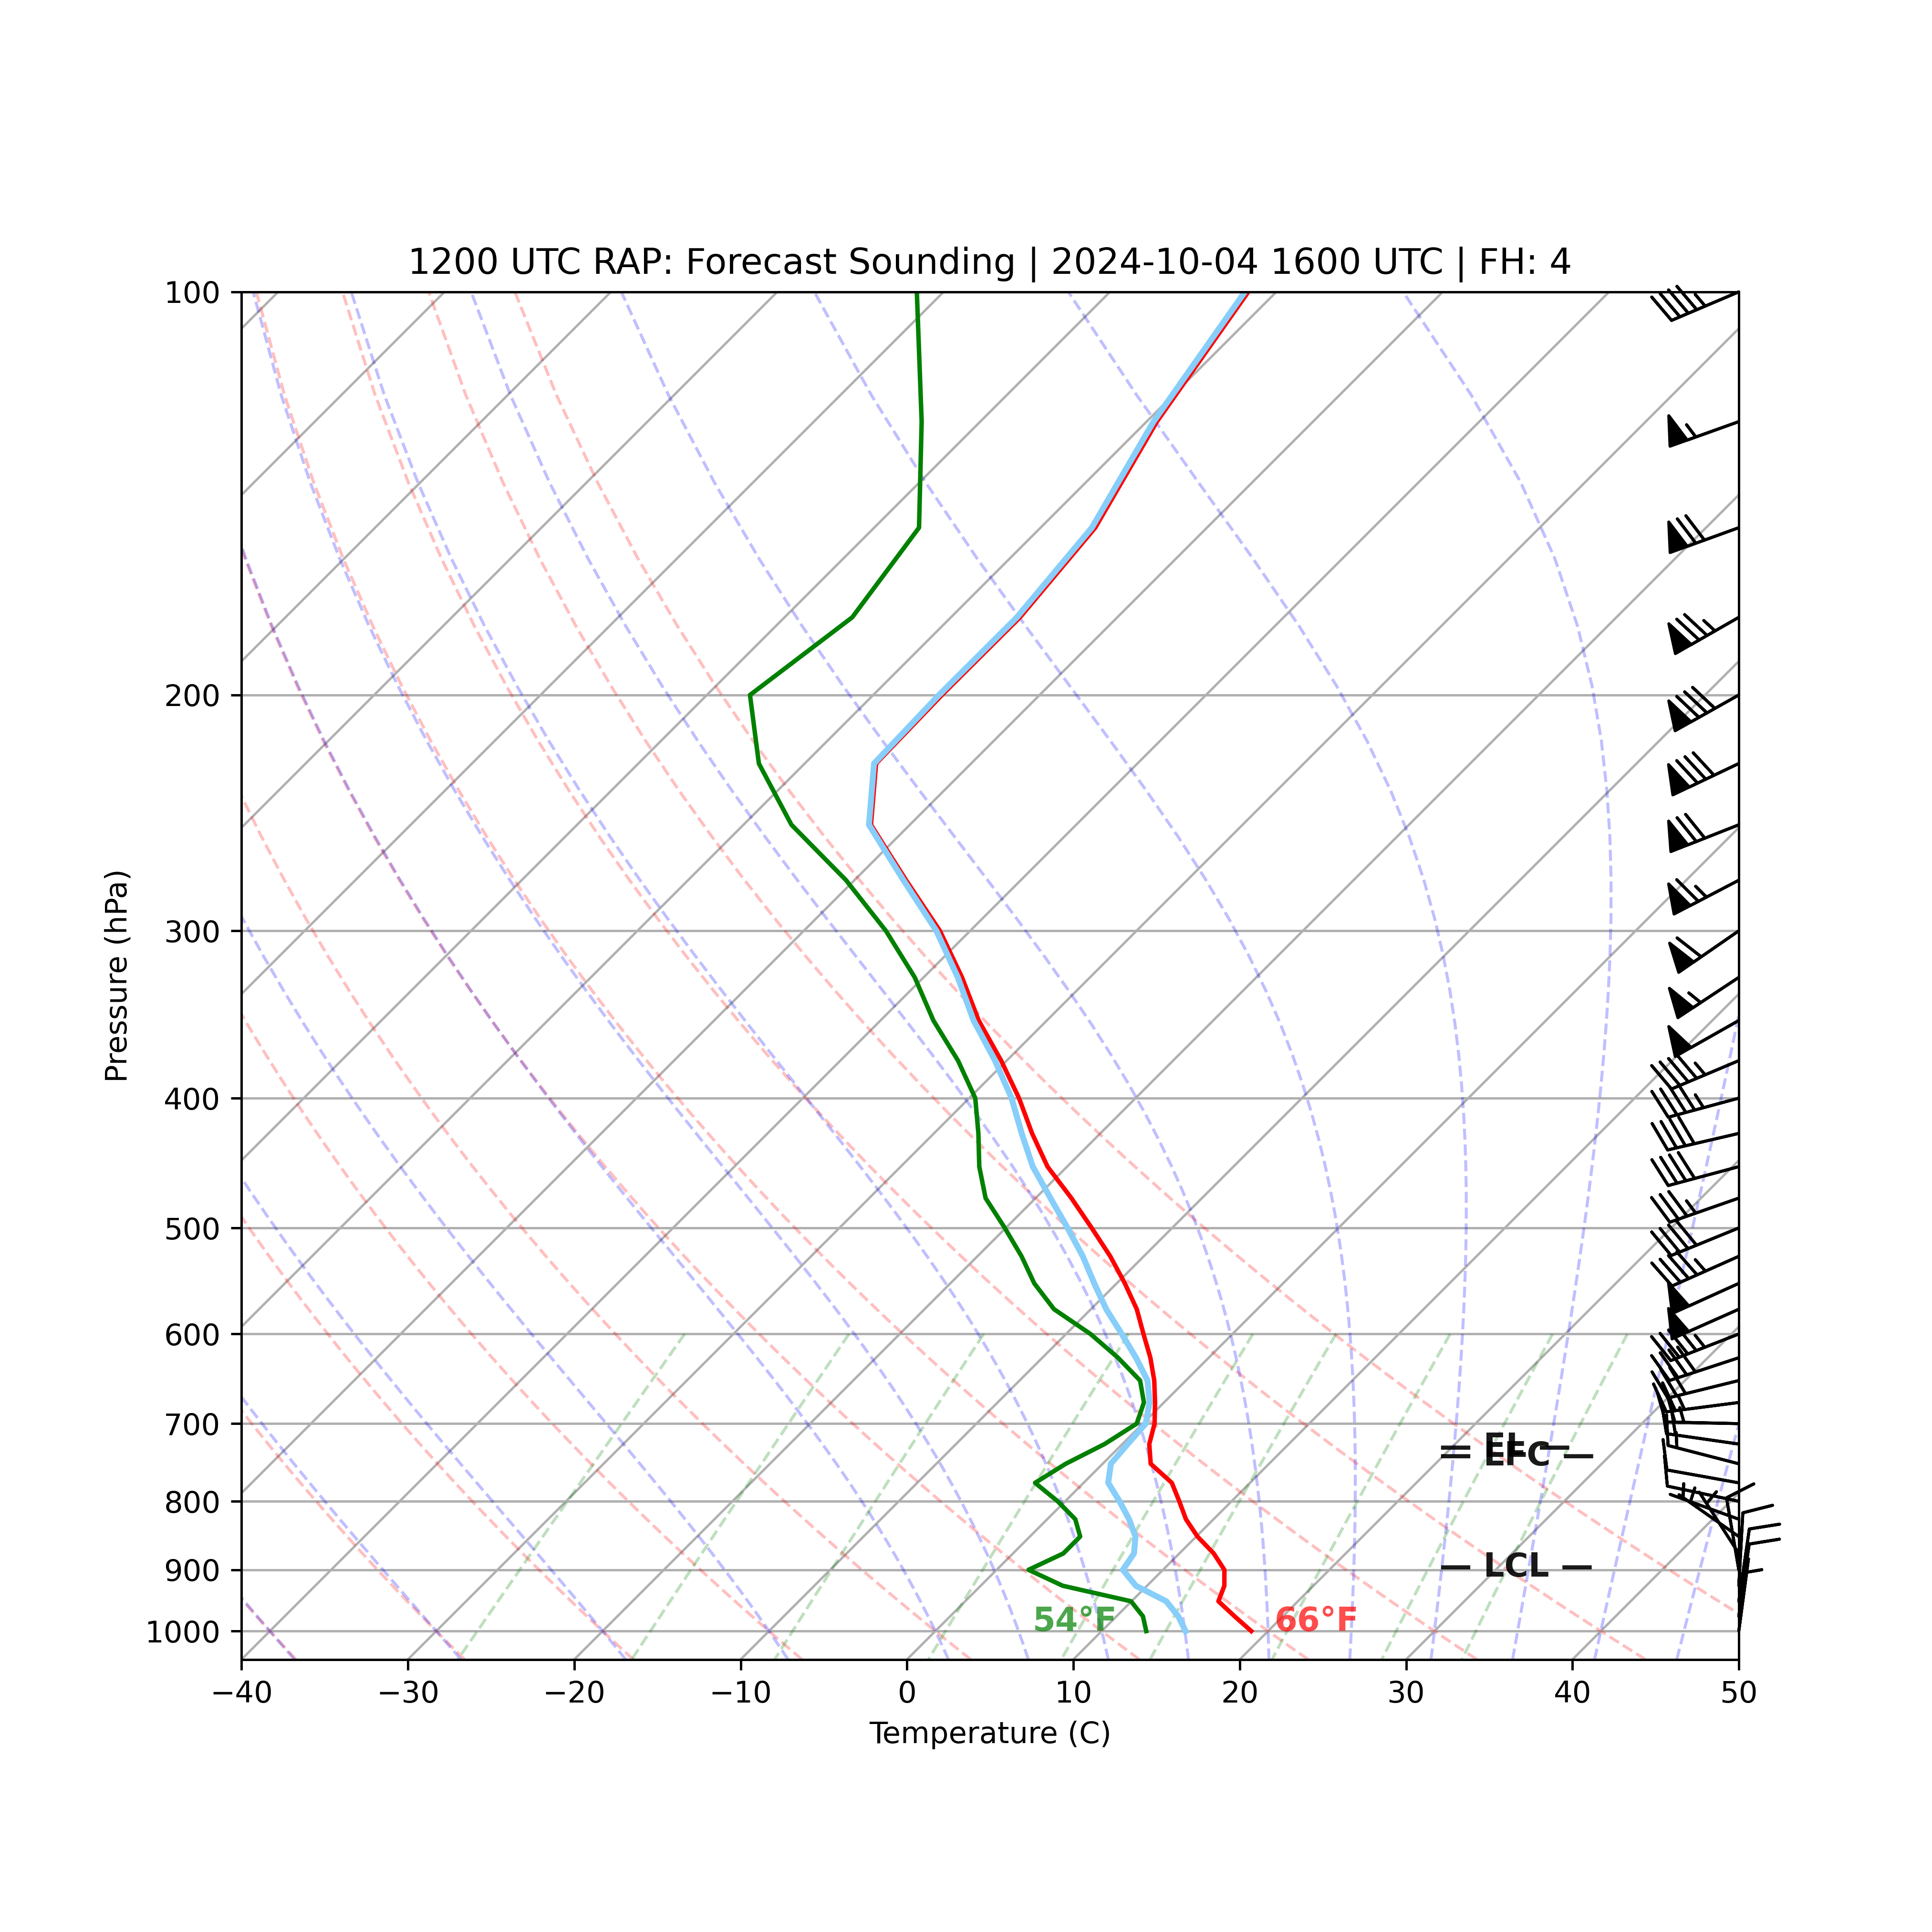 1200 UTC RAP: Forecast Sounding | 2024-10-04 1600 UTC | FH: 4
100
200
300
400
500
600
700
800
900
1000
Pressure (hPa)
— EL —
— LCL —
54°F
66°F
−40 −30 −20 −10 0 10 20 30 40 50
Temperature (C)